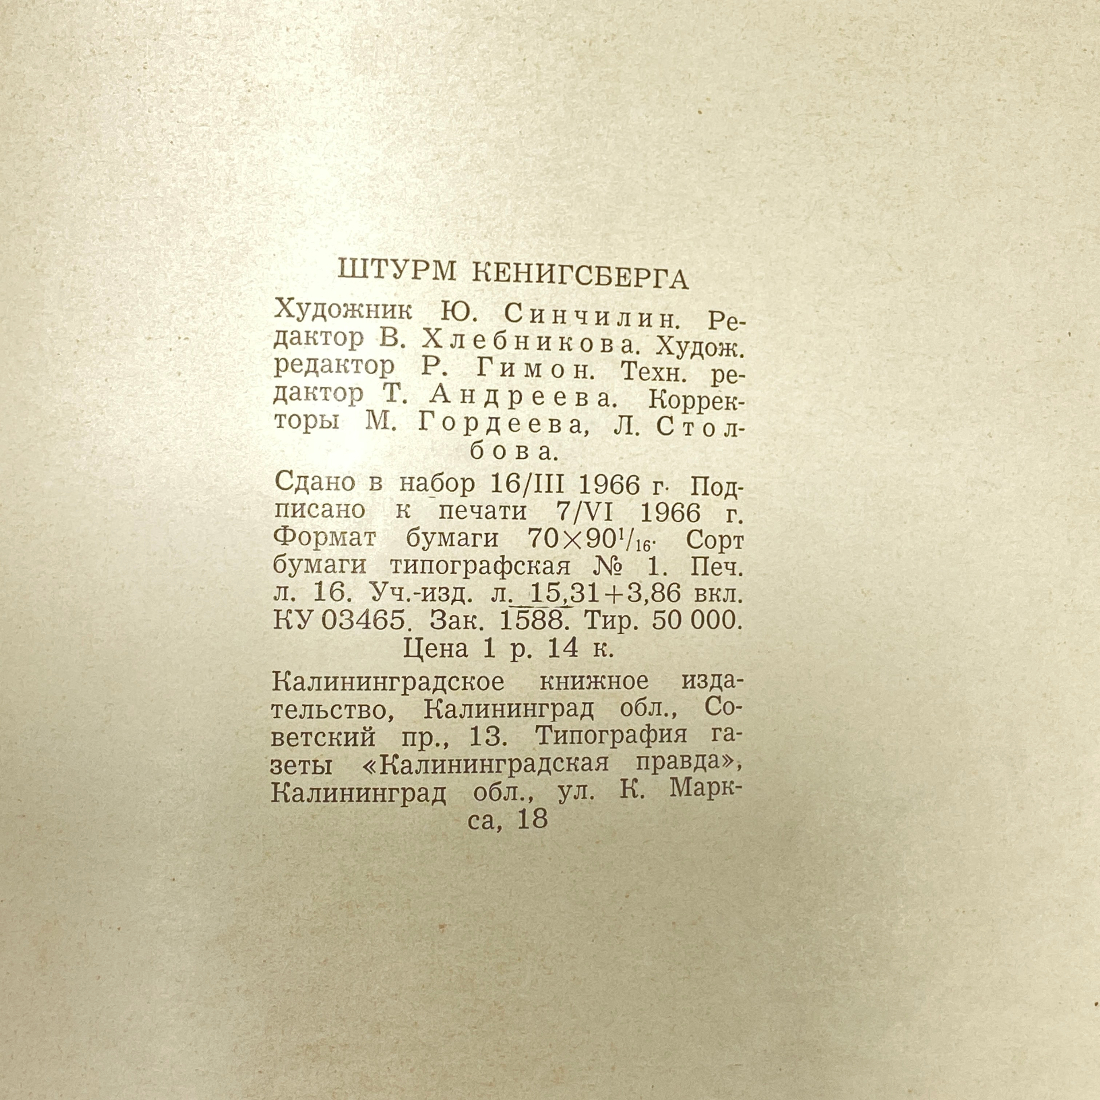 ШТУРМ КЕНИГСБЕРГА
Художник Ю. Синчилин. Ре-
дактор В. Хлебникова. Худож.
редактор Р. Гимон. Техн. ре-
дактор Т. Андреева. Коррек-
торы М. Гордеева, Л. Стол-
бова.
Сдано в набор 16/III 1966 г. Под-
писано к печати 7/VI 1966 г.
Формат бумаги 70×90¹/₁₆. Сорт
бумаги типографская № 1. Печ.
л. 16. Уч.-изд. л. 15,31+3,86 вкл.
КУ 03465. Зак. 1588. Тир. 50 000.
Цена 1 р. 14 к.
Калининградское книжное изда-
тельство, Калининград обл., Со-
ветский пр., 13. Типография га-
зеты «Калининградская правда»,
Калининград обл., ул. К. Марк-
са, 18